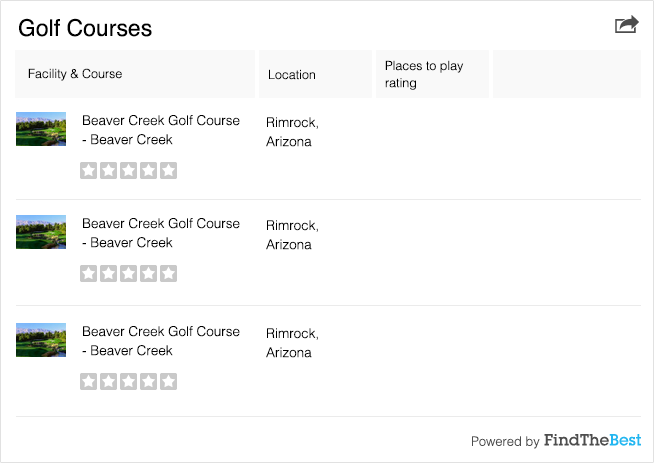 Golf Courses
Facility & Course
Location
Places to play
rating
Beaver Creek Golf Course
- Beaver Creek
Rimrock,
Arizona
Beaver Creek Golf Course
- Beaver Creek
Rimrock,
Arizona
Beaver Creek Golf Course
- Beaver Creek
Rimrock,
Arizona
Powered by FindTheBest